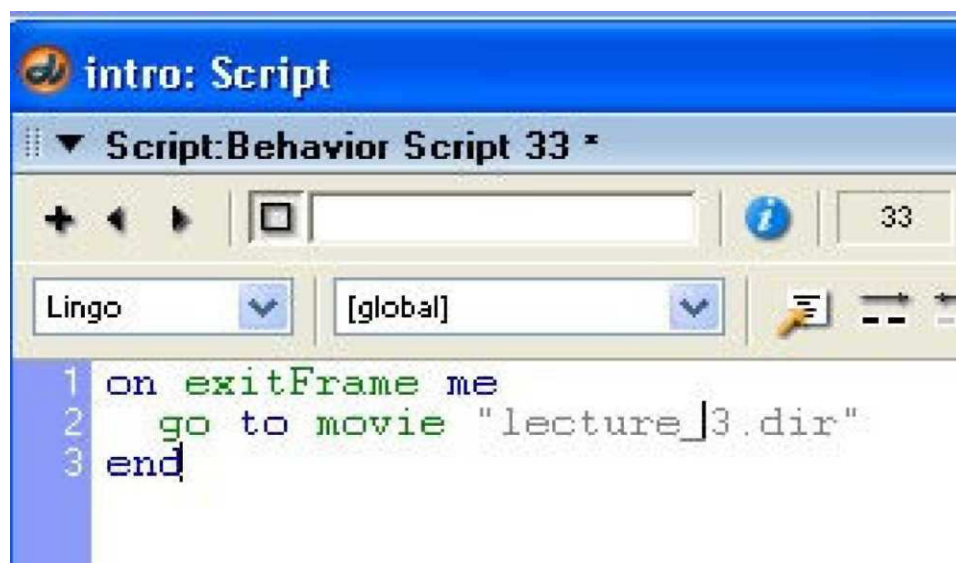 intro: Script
Script:Behavior Script 33 *
33
Lingo
[global]
1 on exitFrame me
2 go to movie "lecture_3.dir"
3 end